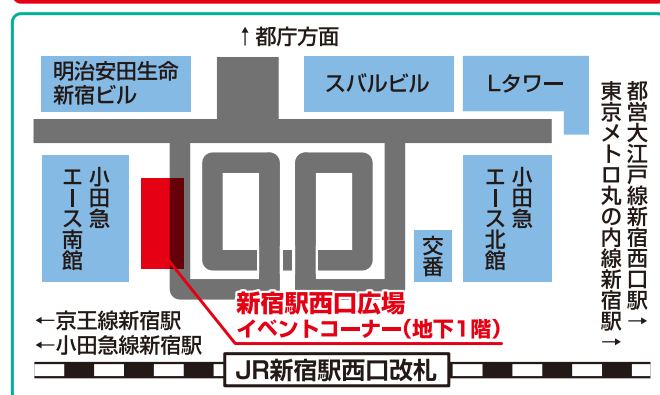 ↑都庁方面
明治安田生命
新宿ビル
スバルビル
Lタワー
都営大江戸線新宿西口駅→
東京メトロ丸の内線新宿駅→
小田急
エース南館
小田急
エース北館
交番
新宿駅西口広場
イベントコーナー(地下1階)
←京王線新宿駅
←小田急線新宿駅
JR新宿駅西口改札